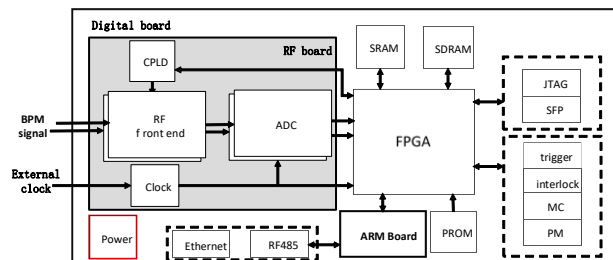 Digital board
RF board
CPLD
SRAM
SDRAM
JTAG
SFP
BPM
signal
RF
f ront end
ADC
FPGA
External
clock
Clock
trigger
interlock
MC
PM
Power
Ethernet
RF485
ARM Board
PROM